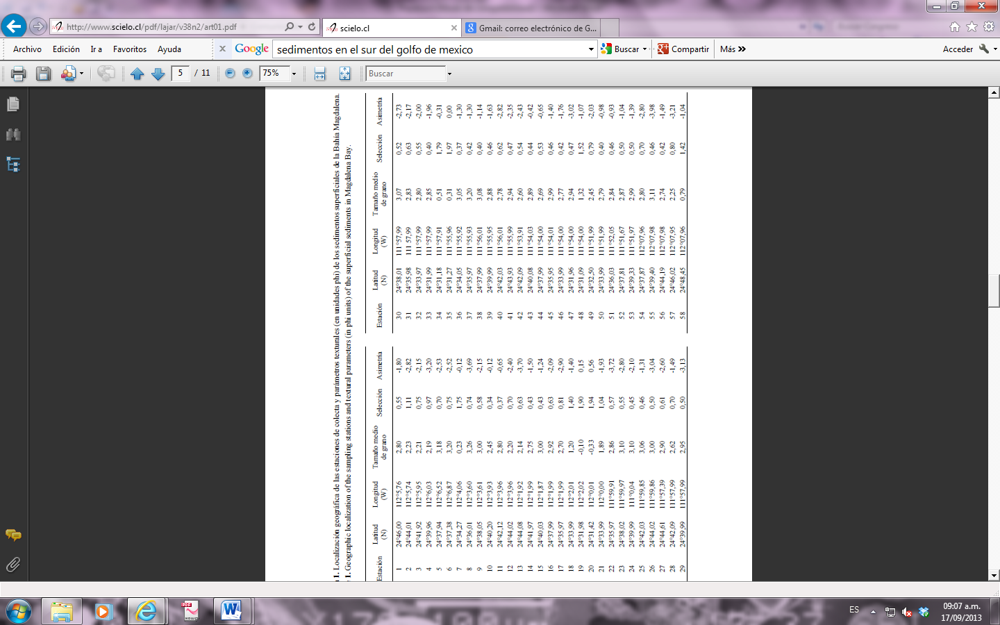 http://www.scielo.cl/pdf/lajar/v38n2/art01.pdf
scielo.cl
Gmail: correo electrónico de G...
Archivo Edición Ir a Favoritos Ayuda
x Google sedimentos en el sur del golfo de mexico Buscar Compartir Más »
Acceder
5 / 11 75% Buscar
1. Localización geográfica de las estaciones de colecta y parámetros texturales (en unidades phi) de los sedimentos superficiales de la Bahía Magdalena.
1. Geographic localization of the sampling stations and textural parameters (in phi units) of the superficial sediments in Magdalena Bay.
Estación Latitud (N) Longitud (W) Tamaño medio de grano Selección Asimetría Estación Latitud (N) Longitud (W) Tamaño medio de grano Selección Asimetría
1 24°46,00 112°5,76 2,80 0,55 -1,80 30 24°38,01 111°57,99 3,07 0,52 -2,73
2 24°44,01 112°5,74 2,23 1,11 -2,82 31 24°35,98 111 57,99 2,83 0,63 -2,17
3 24°41,92 112°5,95 2,21 0,75 -2,15 32 24°33,97 111°57,99 2,80 0,55 -2,00
4 24°39,96 112°6,03 2,19 0,97 -3,20 33 24°31,99 111°57,99 2,85 0,40 -1,96
5 24°37,94 112°6,52 3,18 0,70 -2,53 34 24°31,18 111°57,91 0,51 1,79 -0,31
6 24°37,38 112°6,87 3,20 0,75 -2,52 35 24°31,27 111°55,96 0,31 1,97 0,00
7 24°34,27 112°4,06 0,23 1,75 -0,12 36 24°34,05 111°55,92 3,05 0,37 -1,30
8 24°36,01 112°3,60 3,26 0,74 -3,69 37 24°35,97 111°55,93 3,20 0,42 -1,30
9 24°38,05 112°3,61 3,00 0,58 -2,15 38 24°37,99 111°56,01 3,08 0,40 -1,14
10 24°40,20 112°3,93 2,45 0,34 -0,12 39 24°39,99 111°55,95 2,88 0,46 -1,63
11 24°42,12 112°3,96 2,80 0,37 -0,65 40 24°42,03 111°56,01 2,78 0,62 -2,82
12 24°44,02 112°3,96 2,20 0,70 -2,40 41 24°43,93 111°55,99 2,94 0,47 -2,35
13 24°44,08 112°1,92 2,14 0,63 -3,70 42 24°42,09 111°53,91 2,60 0,54 -2,43
14 24°41,97 112°1,99 2,75 0,43 -1,50 43 24°40,08 111°54,03 2,89 0,44 -0,42
15 24°40,03 112°1,87 3,00 0,43 -1,24 44 24°37,99 111°54,00 2,69 0,53 -0,65
16 24°37,99 112°1,99 2,92 0,63 -2,09 45 24°35,95 111°54,01 2,99 0,46 -1,40
17 24°35,97 112°1,99 2,70 0,81 -2,90 46 24°33,99 111°54,00 2,77 0,42 -1,76
18 24°33,99 112°2,01 1,20 1,40 -1,40 47 24°31,96 111°54,00 2,94 0,47 -3,02
19 24°31,98 112°2,02 -0,10 1,90 0,15 48 24°31,09 111°54,00 1,32 1,52 -1,07
20 24°31,42 112°0,01 -0,33 1,94 0,56 49 24°32,50 111°51,99 2,45 0,79 -2,03
21 24°33,99 112°0,00 1,89 1,04 -1,93 50 24°33,99 111°51,99 2,79 0,40 -0,98
22 24°35,97 111°59,91 2,86 0,57 -3,72 51 24°36,03 111°52,05 2,84 0,46 -0,93
23 24°38,02 111°59,97 3,10 0,55 -2,80 52 24°37,81 111°51,67 2,87 0,50 -1,04
24 24°39,99 111°0,04 3,10 0,45 -2,10 53 24°39,33 111°51,97 2,99 0,50 -1,39
25 24°42,03 111°59,85 3,06 0,46 -1,31 54 24°37,87 112°07,96 2,80 0,70 -2,80
26 24°44,02 111°59,86 3,00 0,50 -3,04 55 24°39,40 112°07,98 3,11 0,46 -3,98
27 24°44,61 111°57,39 2,90 0,61 -2,60 56 24°44,19 112°07,98 2,74 0,42 -1,49
28 24°42,09 111°57,99 2,62 0,70 -1,49 57 24°46,02 112°07,95 2,25 0,80 -3,21
29 24°39,99 111°57,99 2,95 0,50 -3,13 58 24°48,45 112°07,96 0,79 1,42 -1,04
ES 09:07 a.m.
17/09/2013